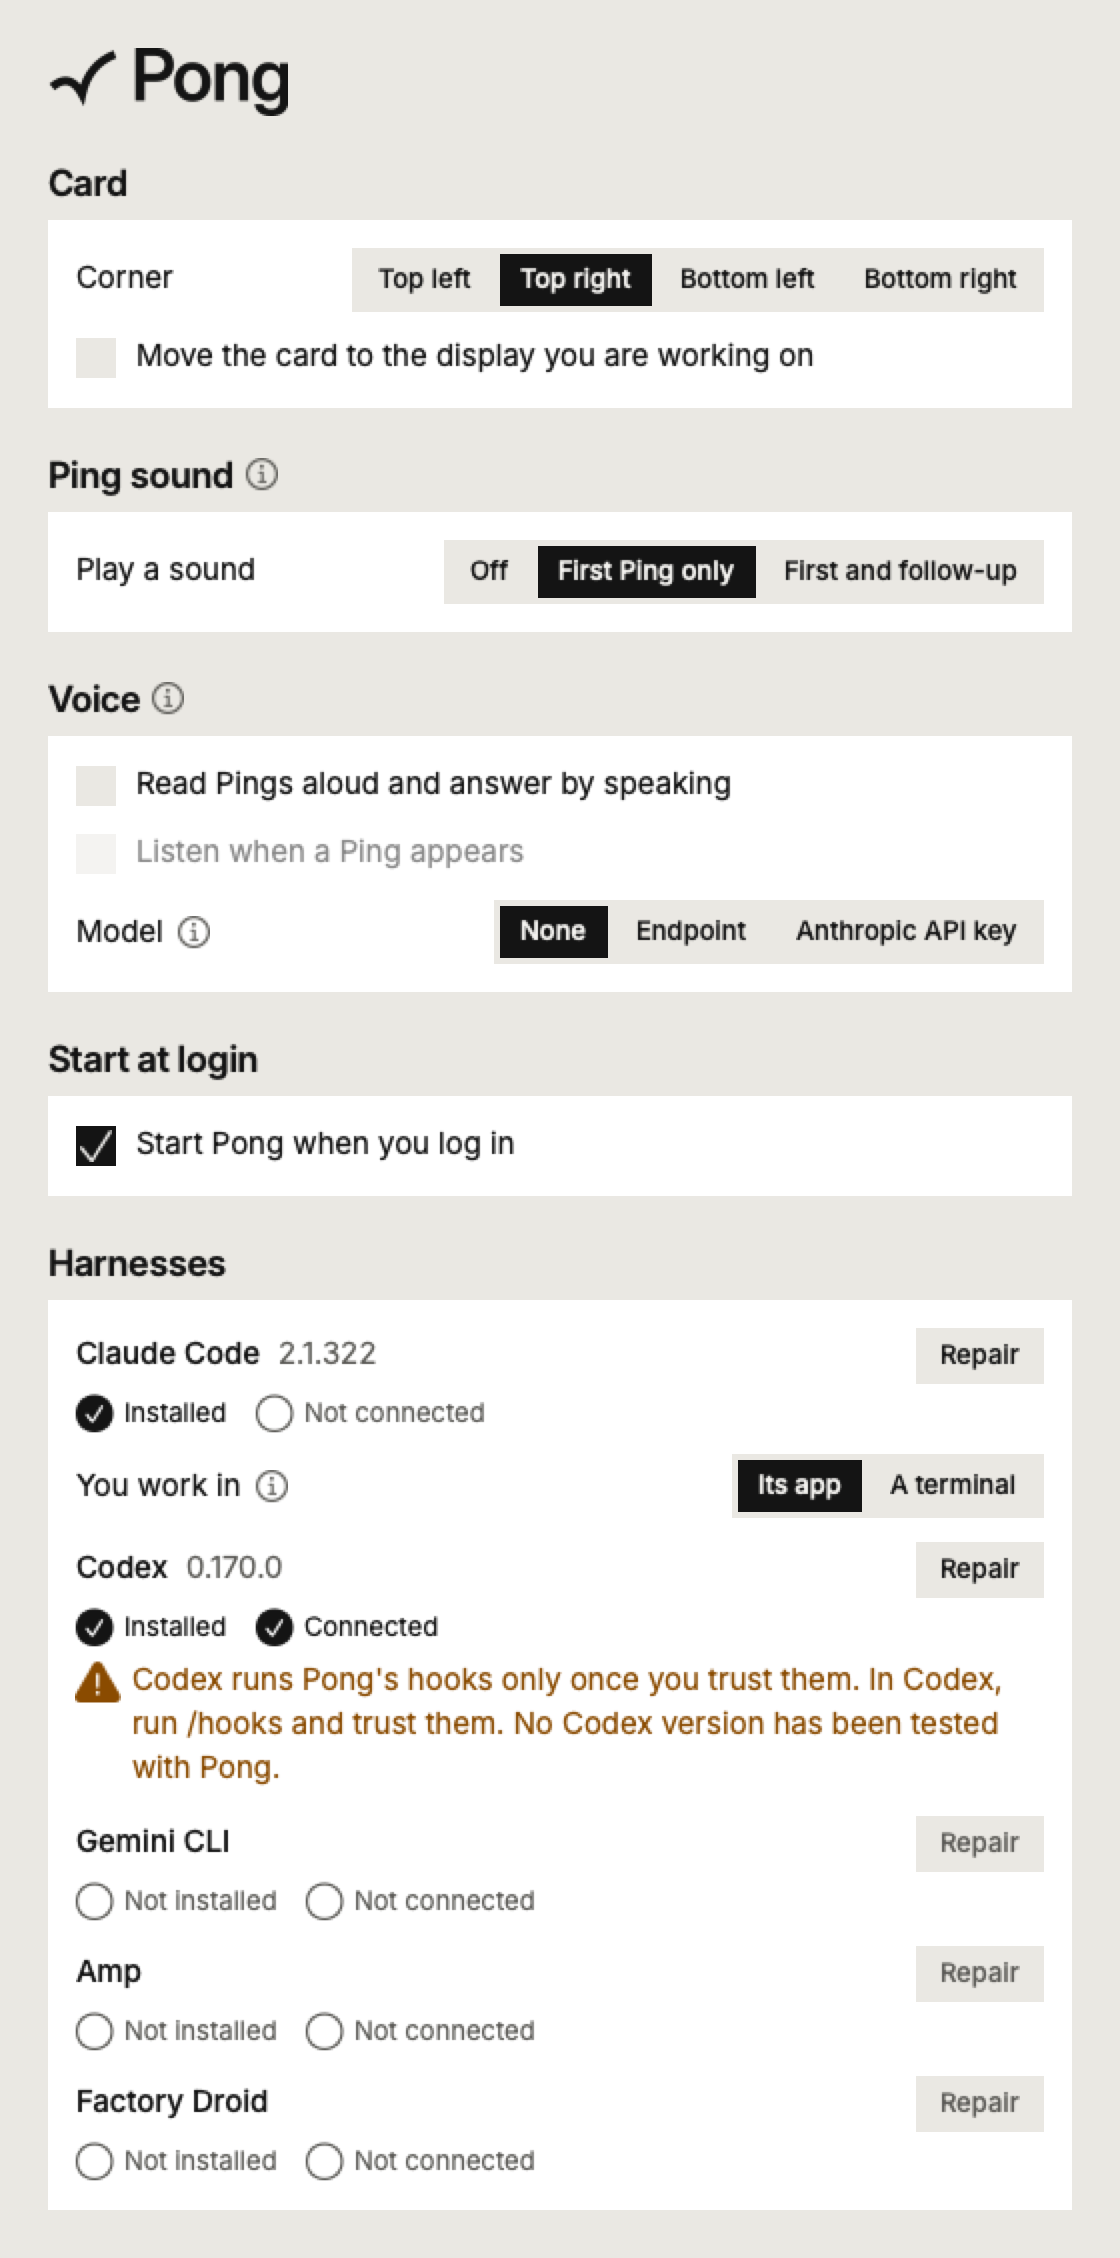 Pong
Card
Corner
Top left
Top right
Bottom left
Bottom right
Move the card to the display you are working on
Ping sound
Play a sound
Off
First Ping only
First and follow-up
Voice
Read Pings aloud and answer by speaking
Listen when a Ping appears
Model
None
Endpoint
Anthropic API key
Start at login
Start Pong when you log in
Harnesses
Claude Code 2.1.322
Repair
Installed
Not connected
You work in
Its app
A terminal
Codex 0.170.0
Repair
Installed
Connected
Codex runs Pong's hooks only once you trust them. In Codex,
run /hooks and trust them. No Codex version has been tested
with Pong.
Gemini CLI
Repair
Not installed
Not connected
Amp
Repair
Not installed
Not connected
Factory Droid
Repair
Not installed
Not connected